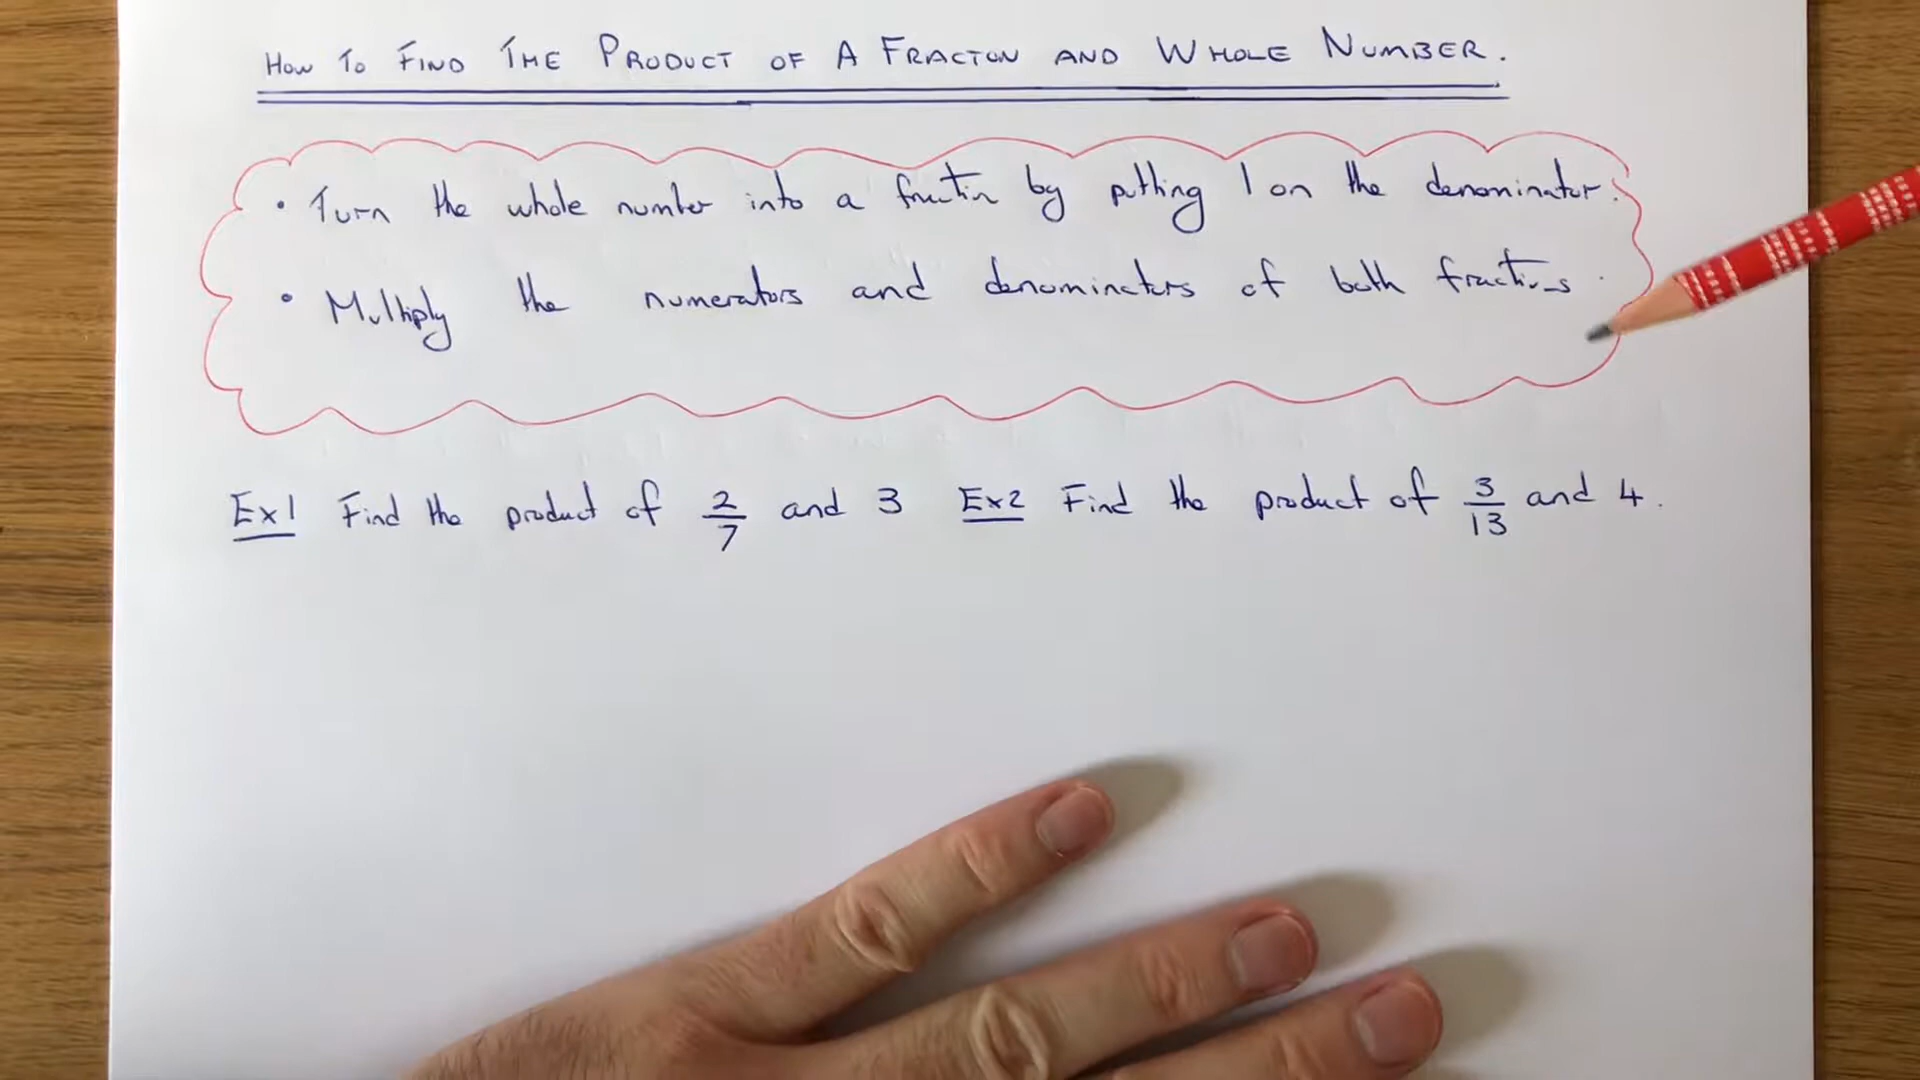 HOW TO FIND THE PRODUCT OF A FRACTON AND WHOLE NUMBER.
• Turn the whole number into a fraction by putting 1 on the denominator.
• Multiply the numerators and denominators of both fractions.
Ex1 Find the product of 2/7 and 3 Ex2 Find the product of 3/13 and 4.